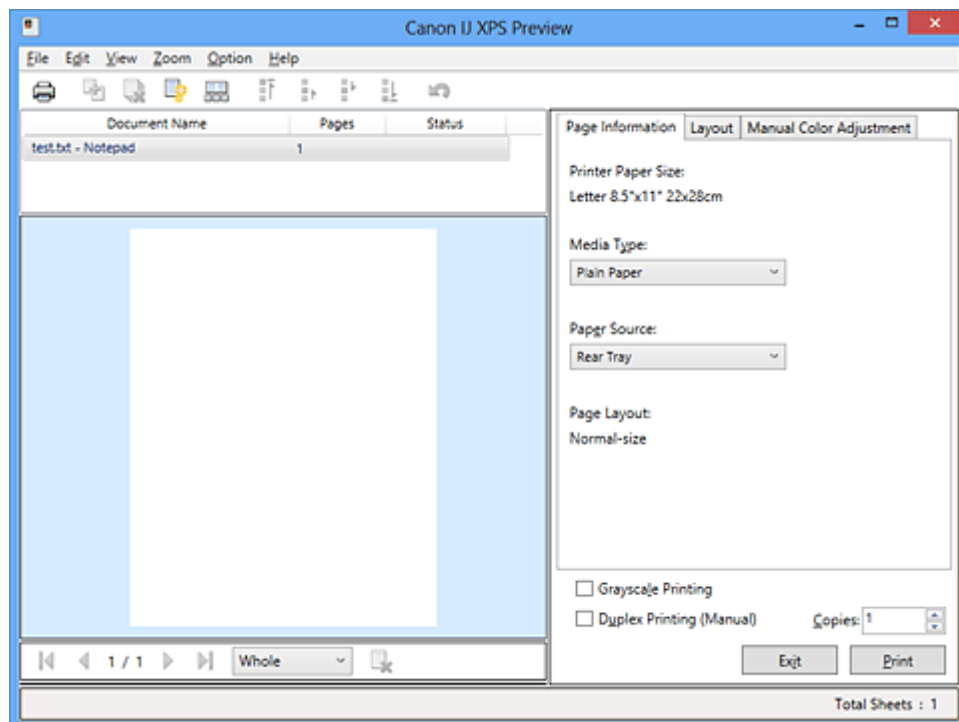 Canon IJ XPS Preview
File Edit View Zoom Option Help
Document Name Pages Status
test.txt - Notepad 1
Page Information Layout Manual Color Adjustment
Printer Paper Size:
Letter 8.5"x11" 22x28cm
Media Type:
Plain Paper
Paper Source:
Rear Tray
Page Layout:
Normal-size
Grayscale Printing
Duplex Printing (Manual) Copies: 1
1 / 1 Whole
Exit Print
Total Sheets : 1